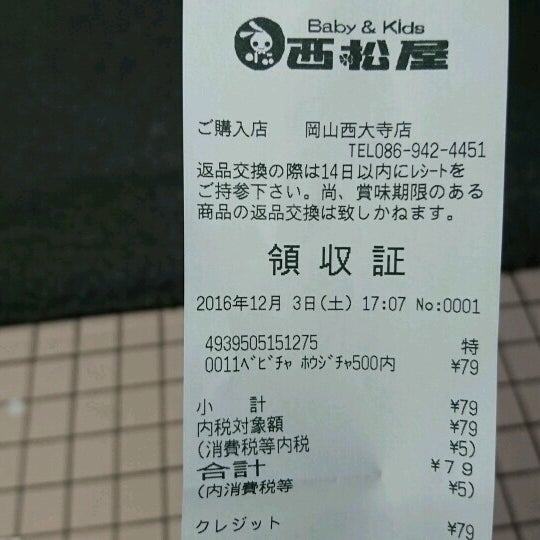 Baby & Kids
西松屋
ご購入店 岡山西大寺店
TEL086-942-4451
返品交換の際は14日以内にﾚｼｰﾄを
ご持参下さい。尚、賞味期限のある
商品の返品交換は致しかねます。
領収証
2016年12月 3日(土) 17:07 No:0001
4939505151275 特
0011ﾍﾞﾋﾞﾁｬ ﾎｳｼﾞﾁｬ500内 ¥79
小 計 ¥79
内税対象額 ¥79
(消費税等内税 ¥5)
合計 ¥79
(内消費税等 ¥5)
クレジット ¥79